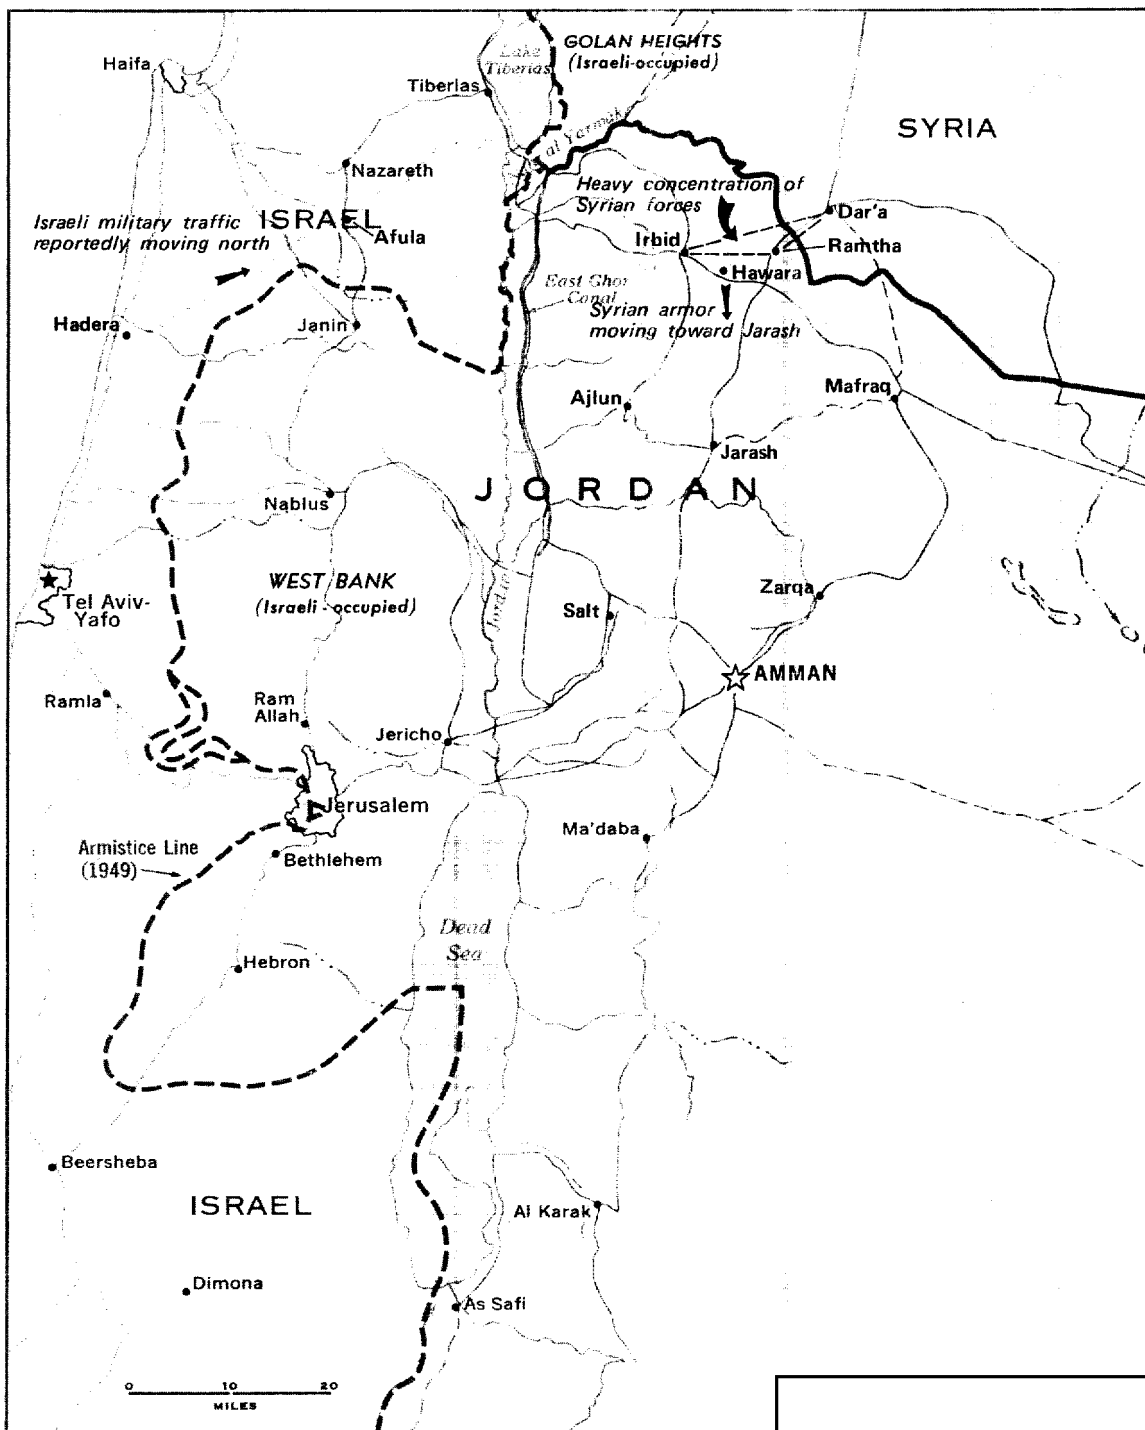 GOLAN HEIGHTS
(Israeli-occupied)
Lake
Tiberias
Haifa
Tiberias
SYRIA
al Yarmuk
Nazareth
Heavy concentration of
Syrian forces
Israeli military traffic
reportedly moving north
ISRAEL
Afula
Dar'a
Irbid
Ramtha
Hawara
East Ghor
Canal
Syrian armor
moving toward Jarash
Hadera
Janin
Ajlun
Mafraq
Jarash
JORDAN
Nablus
WEST BANK
(Israeli - occupied)
Jordan
Tel Aviv-
Yafo
Salt
Zarqa
AMMAN
Ramla
Ram
Allah
Jericho
Jerusalem
Ma'daba
Armistice Line
(1949)
Bethlehem
Dead
Sea
Hebron
Beersheba
ISRAEL
Al Karak
Dimona
As Safi
0 10 20
MILES